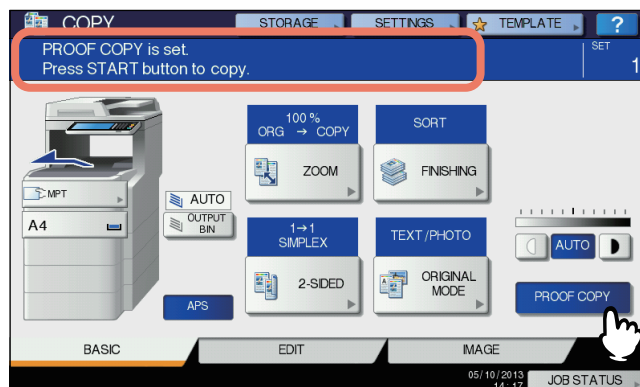 COPY
STORAGE
SETTINGS
TEMPLATE
?
PROOF COPY is set.
Press START button to copy.
SET
1
100 %
ORG → COPY
SORT
ZOOM
FINISHING
MPT
A4
AUTO
OUTPUT
BIN
1→1
SIMPLEX
TEXT/PHOTO
2-SIDED
ORIGINAL
MODE
AUTO
APS
PROOF COPY
BASIC
EDIT
IMAGE
05/10/2013
14:17
JOB STATUS